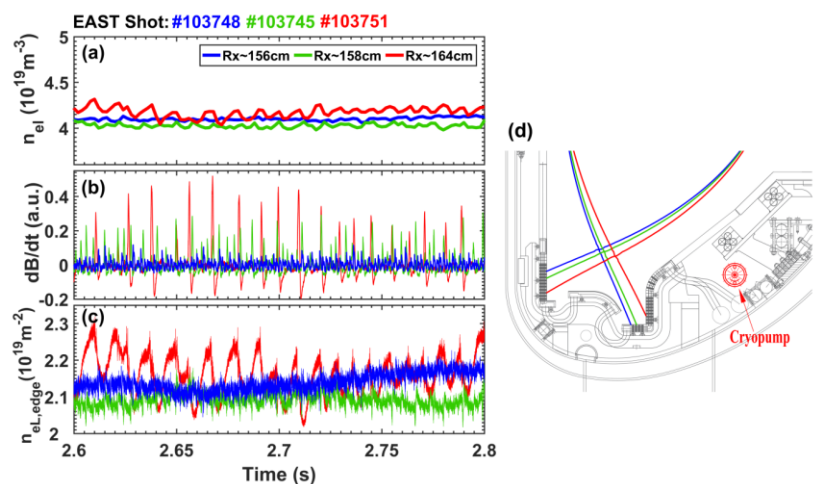 EAST Shot: #103748 #103745 #103751
(a)
Rx~156cm Rx~158cm Rx~164cm
n_el (10^19 m^-3)
5
4.5
4
(b)
dB/dt (a.u.)
0.4
0.2
0
-0.2
(c)
n_eL,edge (10^19 m^-2)
2.3
2.2
2.1
2
2.6 2.65 2.7 2.75 2.8
Time (s)
(d)
Cryopump